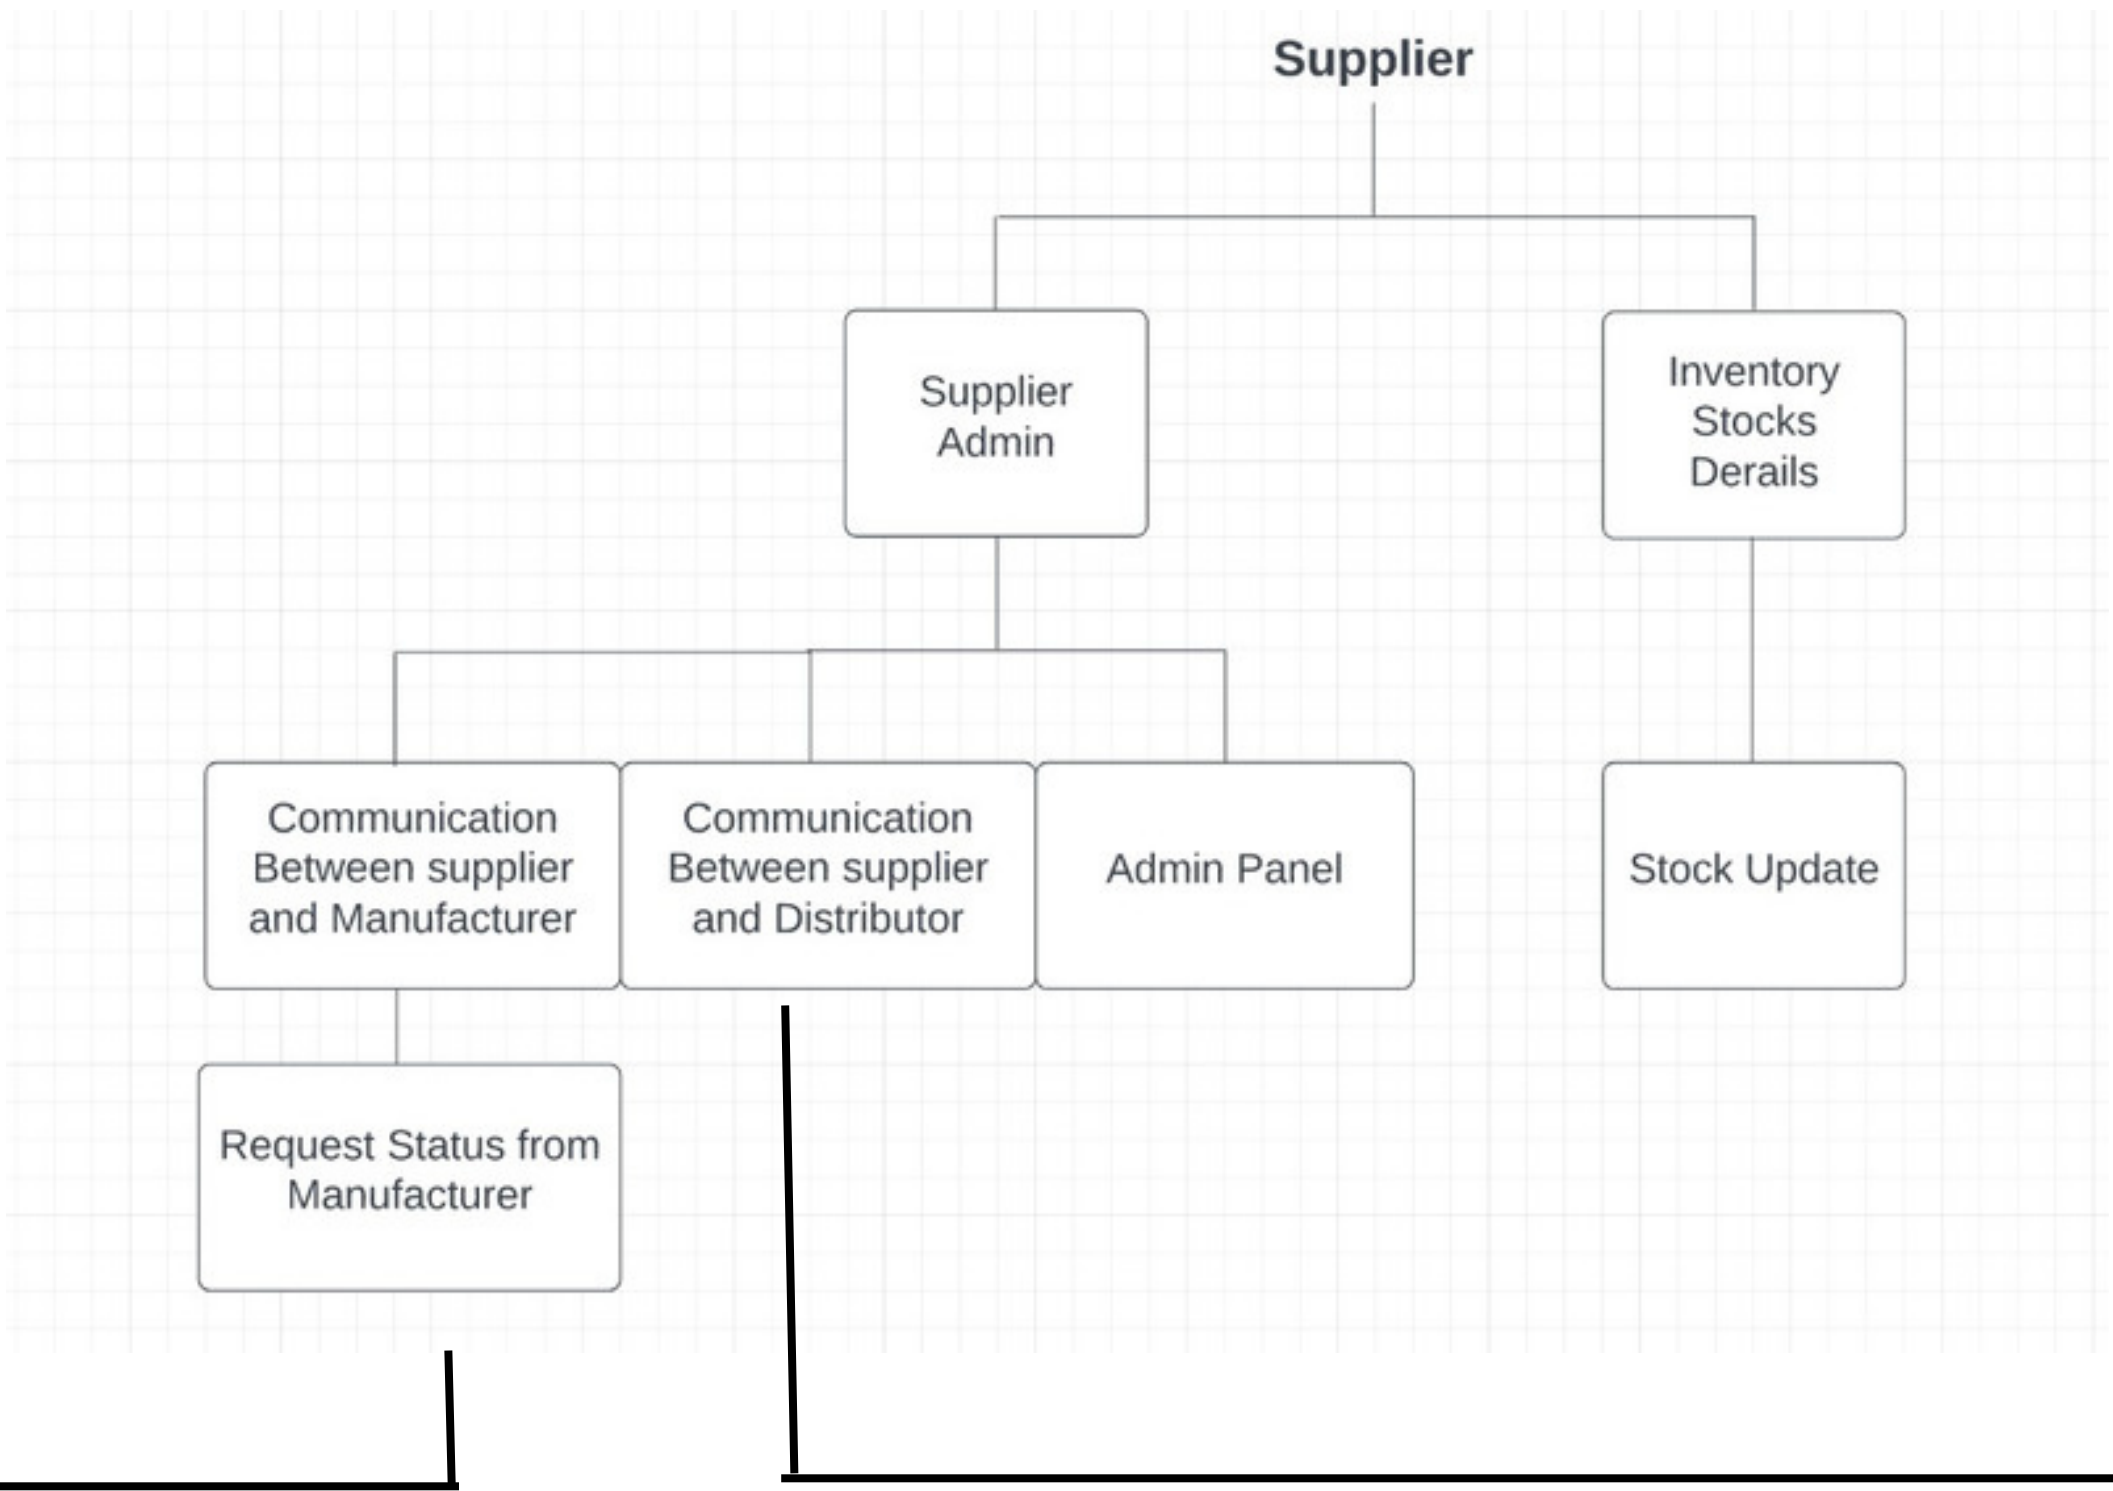 Supplier
Supplier
Admin
Inventory
Stocks
Derails
Communication
Between supplier
and Manufacturer
Communication
Between supplier
and Distributor
Admin Panel
Stock Update
Request Status from
Manufacturer